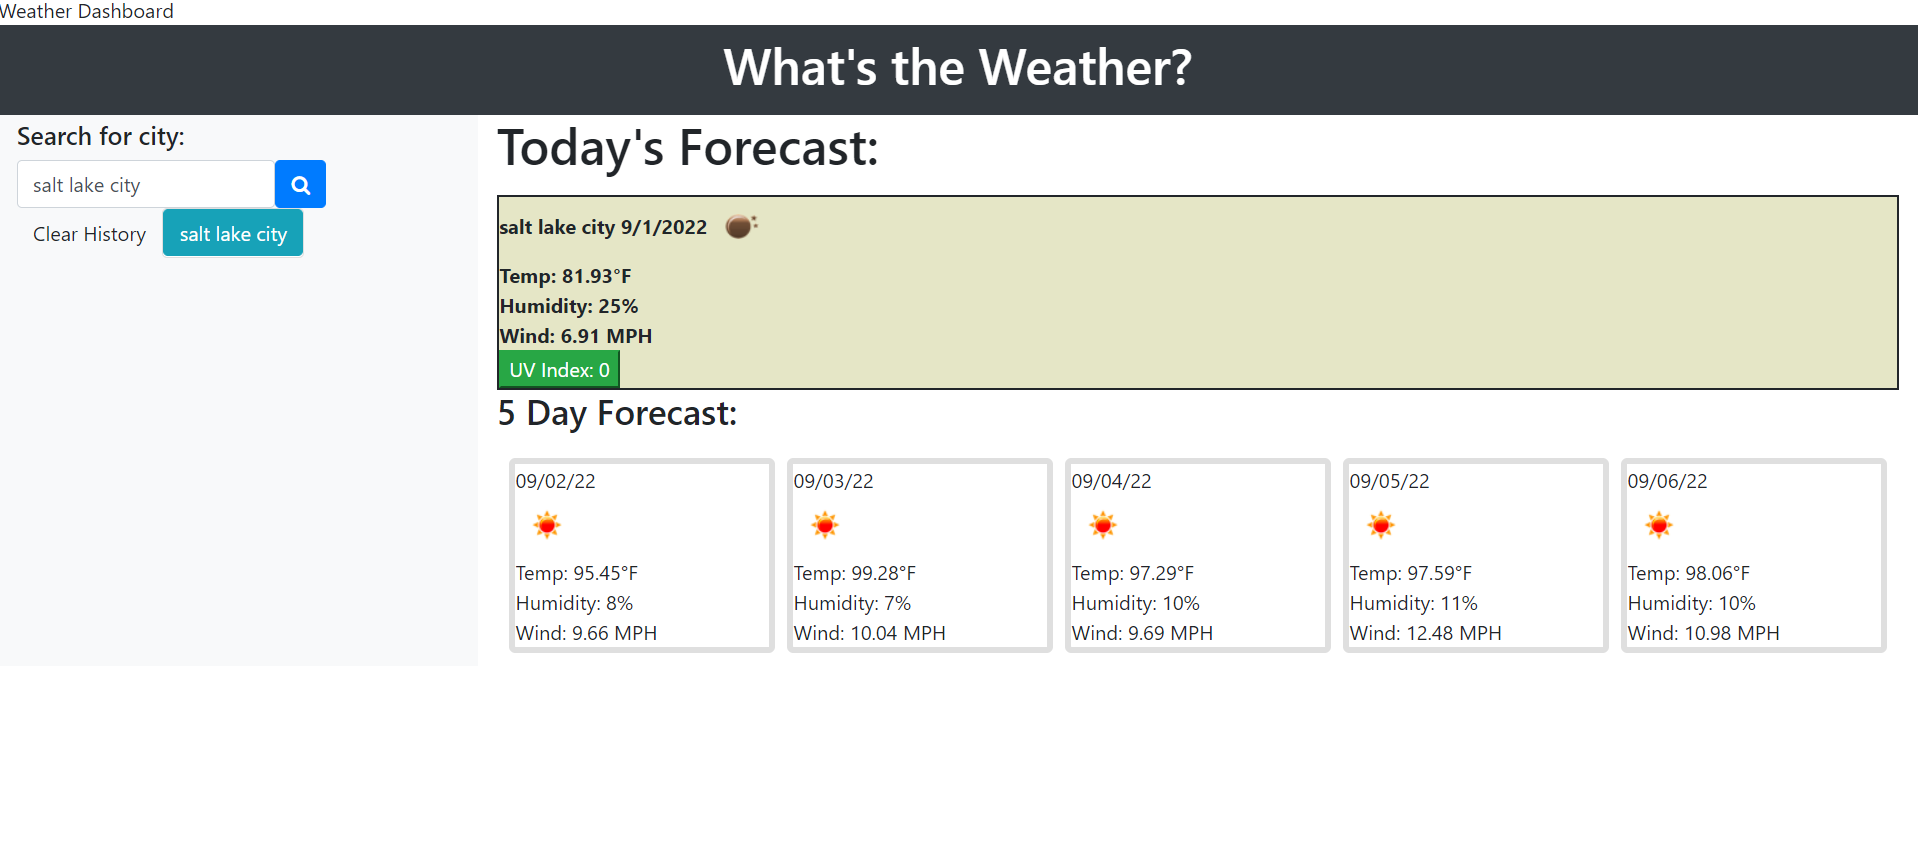 Weather Dashboard
What's the Weather?
Search for city:
salt lake city
Clear History
salt lake city
Today's Forecast:
salt lake city 9/1/2022
Temp: 81.93°F
Humidity: 25%
Wind: 6.91 MPH
UV Index: 0
5 Day Forecast:
09/02/22
Temp: 95.45°F
Humidity: 8%
Wind: 9.66 MPH
09/03/22
Temp: 99.28°F
Humidity: 7%
Wind: 10.04 MPH
09/04/22
Temp: 97.29°F
Humidity: 10%
Wind: 9.69 MPH
09/05/22
Temp: 97.59°F
Humidity: 11%
Wind: 12.48 MPH
09/06/22
Temp: 98.06°F
Humidity: 10%
Wind: 10.98 MPH